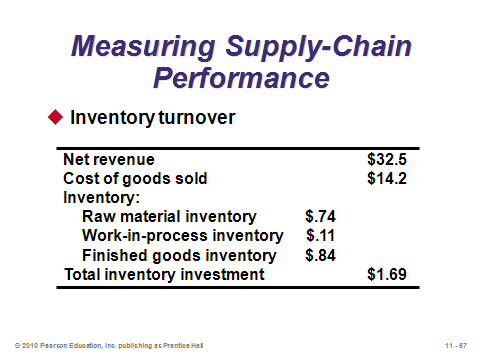 Measuring Supply-Chain
Performance
Inventory turnover
Net revenue $32.5
Cost of goods sold $14.2
Inventory:
Raw material inventory $.74
Work-in-process inventory $.11
Finished goods inventory $.84
Total inventory investment $1.69
© 2010 Pearson Education, Inc. publishing as Prentice Hall 11 - 67